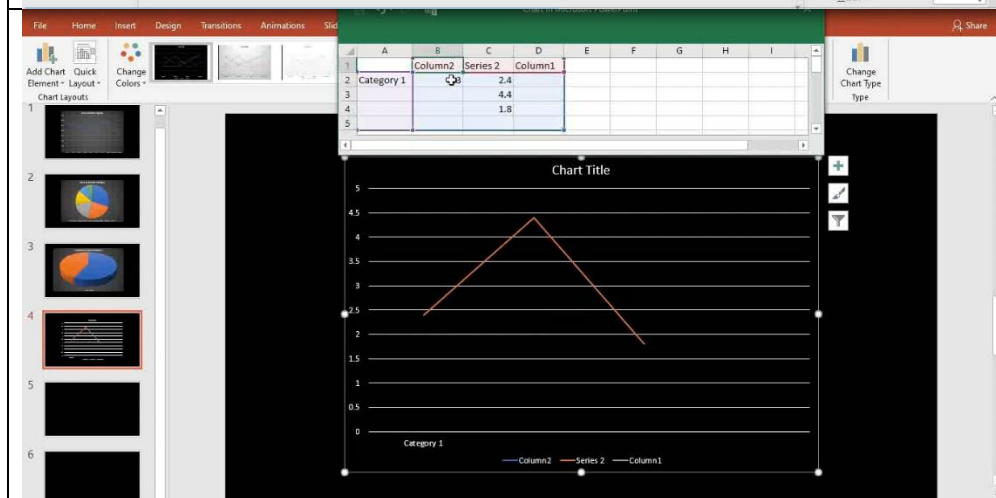 Chart in Microsoft PowerPoint
File Home Insert Design Transitions Animations Slid
Share
Add Chart Element
Quick Layout
Change Colors
Chart Layouts
Change Chart Type
Type
A B C D E F G H I
1 Column2 Series 2 Column1
2 Category 1 2.4
3 4.4
4 1.8
5
1
2
3
4
5
6
Chart Title
5
4.5
4
3.5
3
2.5
2
1.5
1
0.5
0
Category 1
Column2 Series 2 Column1